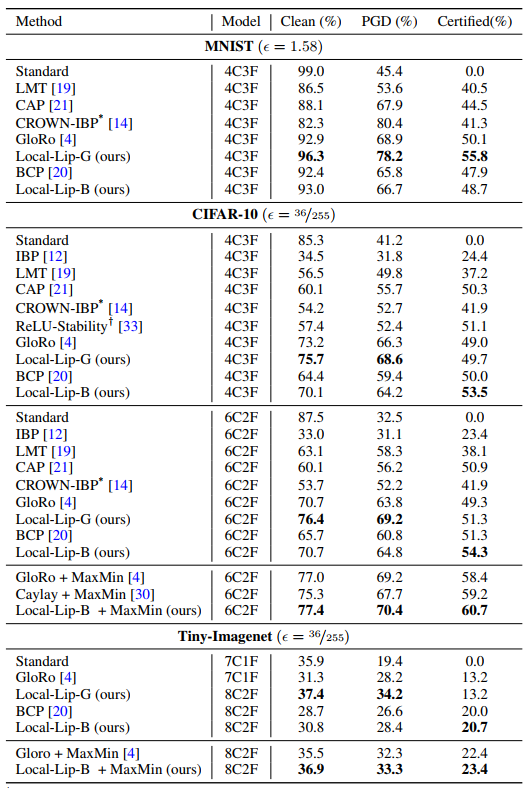 Method Model Clean (%) PGD (%) Certified(%)
MNIST (ϵ = 1.58)
Standard 4C3F 99.0 45.4 0.0
LMT [19] 4C3F 86.5 53.6 40.5
CAP [21] 4C3F 88.1 67.9 44.5
CROWN-IBP* [14] 4C3F 82.3 80.4 41.3
GloRo [4] 4C3F 92.9 68.9 50.1
Local-Lip-G (ours) 4C3F 96.3 78.2 55.8
BCP [20] 4C3F 92.4 65.8 47.9
Local-Lip-B (ours) 4C3F 93.0 66.7 48.7
CIFAR-10 (ϵ = 36/255)
Standard 4C3F 85.3 41.2 0.0
IBP [12] 4C3F 34.5 31.8 24.4
LMT [19] 4C3F 56.5 49.8 37.2
CAP [21] 4C3F 60.1 55.7 50.3
CROWN-IBP* [14] 4C3F 54.2 52.7 41.9
ReLU-Stability† [33] 4C3F 57.4 52.4 51.1
GloRo [4] 4C3F 73.2 66.3 49.0
Local-Lip-G (ours) 4C3F 75.7 68.6 49.7
BCP [20] 4C3F 64.4 59.4 50.0
Local-Lip-B (ours) 4C3F 70.1 64.2 53.5
Standard 6C2F 87.5 32.5 0.0
IBP [12] 6C2F 33.0 31.1 23.4
LMT [19] 6C2F 63.1 58.3 38.1
CAP [21] 6C2F 60.1 56.2 50.9
CROWN-IBP* [14] 6C2F 53.7 52.2 41.9
GloRo [4] 6C2F 70.7 63.8 49.3
Local-Lip-G (ours) 6C2F 76.4 69.2 51.3
BCP [20] 6C2F 65.7 60.8 51.3
Local-Lip-B (ours) 6C2F 70.7 64.8 54.3
GloRo + MaxMin [4] 6C2F 77.0 69.2 58.4
Caylay + MaxMin [30] 6C2F 75.3 67.7 59.2
Local-Lip-B + MaxMin (ours) 6C2F 77.4 70.4 60.7
Tiny-Imagenet (ϵ = 36/255)
Standard 7C1F 35.9 19.4 0.0
GloRo [4] 7C1F 31.3 28.2 13.2
Local-Lip-G (ours) 8C2F 37.4 34.2 13.2
BCP [20] 8C2F 28.7 26.6 20.0
Local-Lip-B (ours) 8C2F 30.8 28.4 20.7
Gloro + MaxMin [4] 8C2F 35.5 32.3 22.4
Local-Lip-B + MaxMin (ours) 8C2F 36.9 33.3 23.4